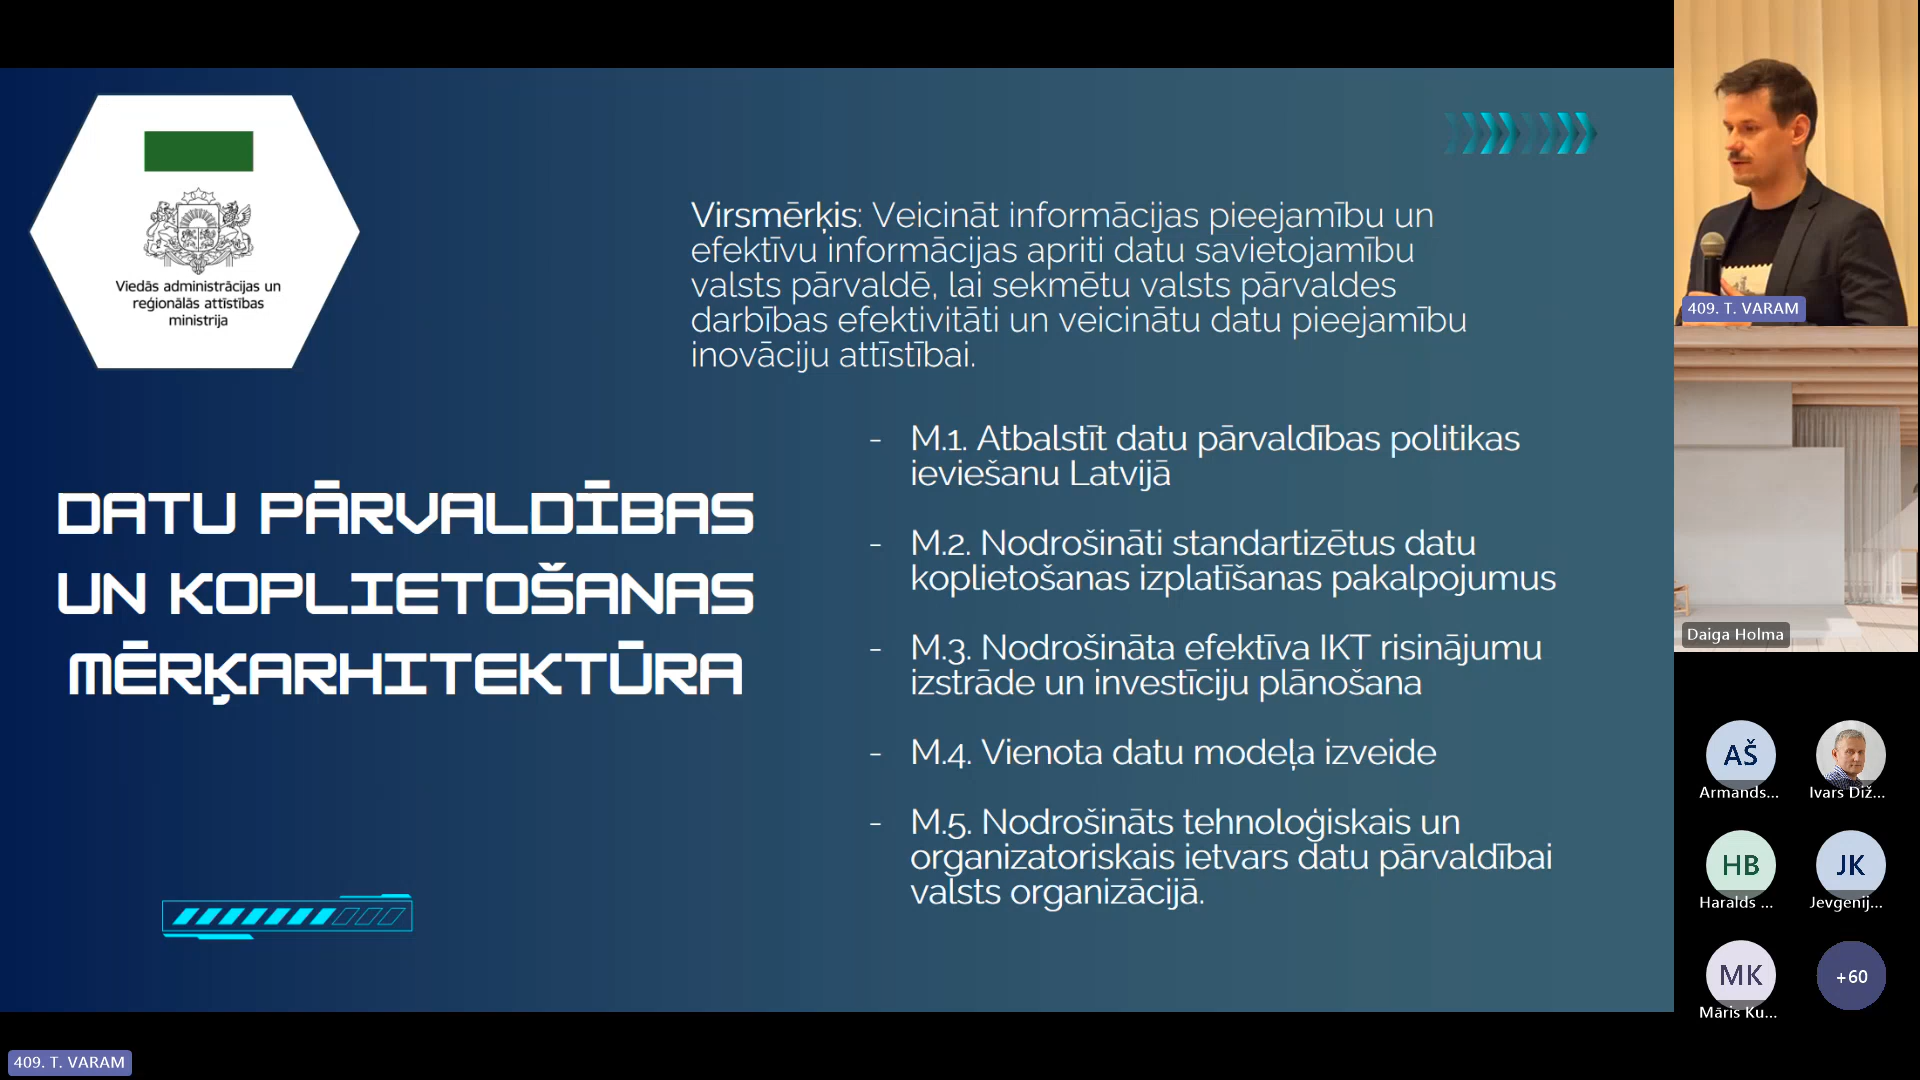 Viedās administrācijas un
reģionālās attīstības
ministrija
DATU PĀRVALDĪBAS
UN KOPLIETOŠANAS
MĒRĶARHITEKTŪRA
Virsmērķis: Veicināt informācijas pieejamību un
efektīvu informācijas apriti datu savietojamību
valsts pārvaldē, lai sekmētu valsts pārvaldes
darbības efektivitāti un veicinātu datu pieejamību
inovāciju attīstībai.
- M.1. Atbalstīt datu pārvaldības politikas
ieviešanu Latvijā
- M.2. Nodrošināti standartizētus datu
koplietošanas izplatīšanas pakalpojumus
- M.3. Nodrošināta efektīva IKT risinājumu
izstrāde un investīciju plānošana
- M.4. Vienota datu modeļa izveide
- M.5. Nodrošināts tehnoloģiskais un
organizatoriskais ietvars datu pārvaldībai
valsts organizācijā.
409. T. VARAM
Daiga Holma
AŠ
Armands...
Ivars Diž...
HB
Haralds ...
JK
Jevgenij...
MK
Māris Ku...
+60
409. T. VARAM